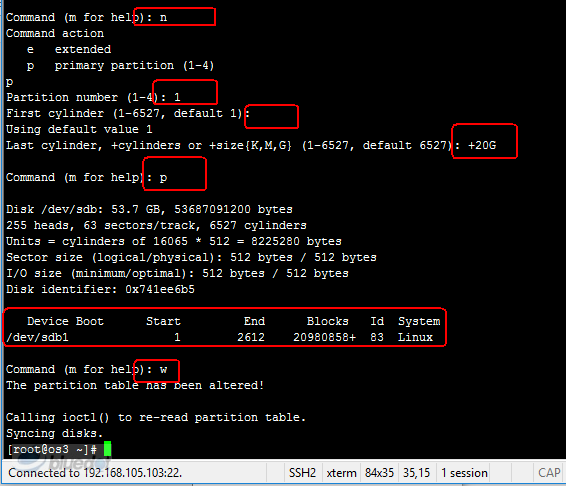 Command (m for help): n
Command action
   e   extended
   p   primary partition (1-4)
p
Partition number (1-4): 1
First cylinder (1-6527, default 1):
Using default value 1
Last cylinder, +cylinders or +size{K,M,G} (1-6527, default 6527): +20G

Command (m for help): p

Disk /dev/sdb: 53.7 GB, 53687091200 bytes
255 heads, 63 sectors/track, 6527 cylinders
Units = cylinders of 16065 * 512 = 8225280 bytes
Sector size (logical/physical): 512 bytes / 512 bytes
I/O size (minimum/optimal): 512 bytes / 512 bytes
Disk identifier: 0x741ee6b5

   Device Boot      Start         End      Blocks   Id  System
/dev/sdb1               1        2612    20980858+  83  Linux

Command (m for help): w
The partition table has been altered!

Calling ioctl() to re-read partition table.
Syncing disks.
[root@os3 ~]#
Connected to 192.168.105.103:22. SSH2 xterm 84x35 35,15 1 session CAP